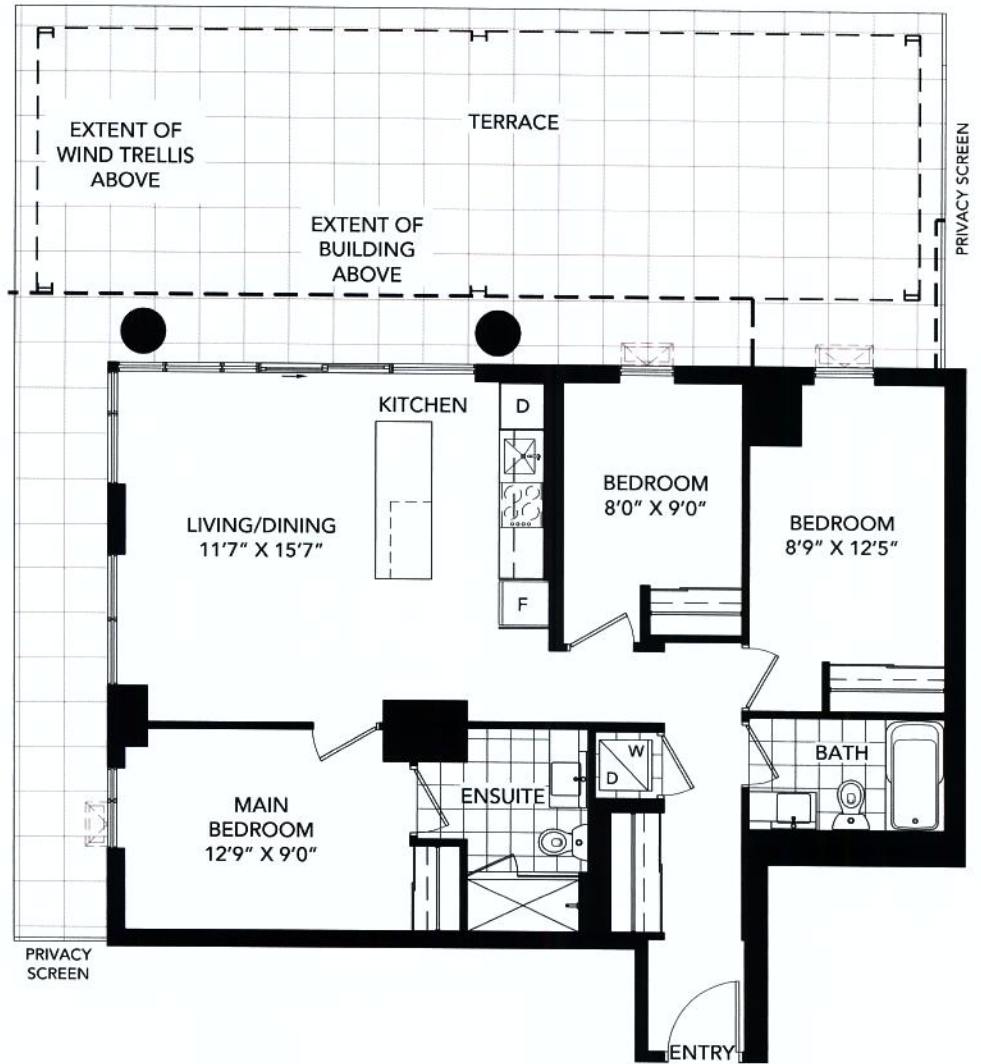 EXTENT OF
WIND TRELLIS
ABOVE
TERRACE
PRIVACY SCREEN
EXTENT OF
BUILDING
ABOVE
KITCHEN
D
BEDROOM
8'0" X 9'0"
BEDROOM
8'9" X 12'5"
LIVING/DINING
11'7" X 15'7"
F
W
D
BATH
ENSUITE
MAIN
BEDROOM
12'9" X 9'0"
PRIVACY
SCREEN
ENTRY